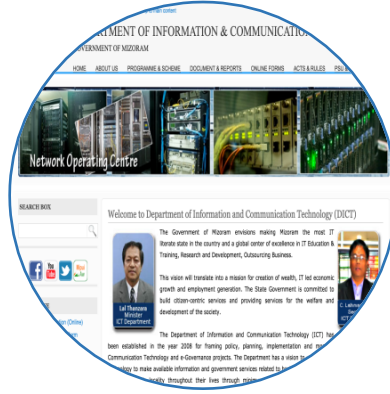 main content
MENT OF INFORMATION & COMMUNICATIO
VERNMENT OF MIZORAM
HOME ABOUT US PROGRAMME & SCHEME DOCUMENT & REPORTS ONLINE FORMS ACTS & RULES PSU
Network Operating Centre
SEARCH BOX
Welcome to Department of Information and Communication Technology (DICT)
The Government of Mizoram envisions making Mizoram the most IT
literate state in the country and a global center of excellence in IT Education &
Training, Research and Development, Outsourcing Business.
This vision will translate into a mission for creation of wealth, IT led economic
growth and employment generation. The State Government is committed to
build citizen-centric services and providing services for the welfare and
development of the society.
Lal Thanzara
Minister
ICT Department
The Department of Information and Communication Technology (ICT) has
been established in the year 2008 for framing policy, planning, implementation and
Communication Technology and e-Governance projects. The Department has a vision to
to make available information and government services related to
throughout their lives through
(Online)